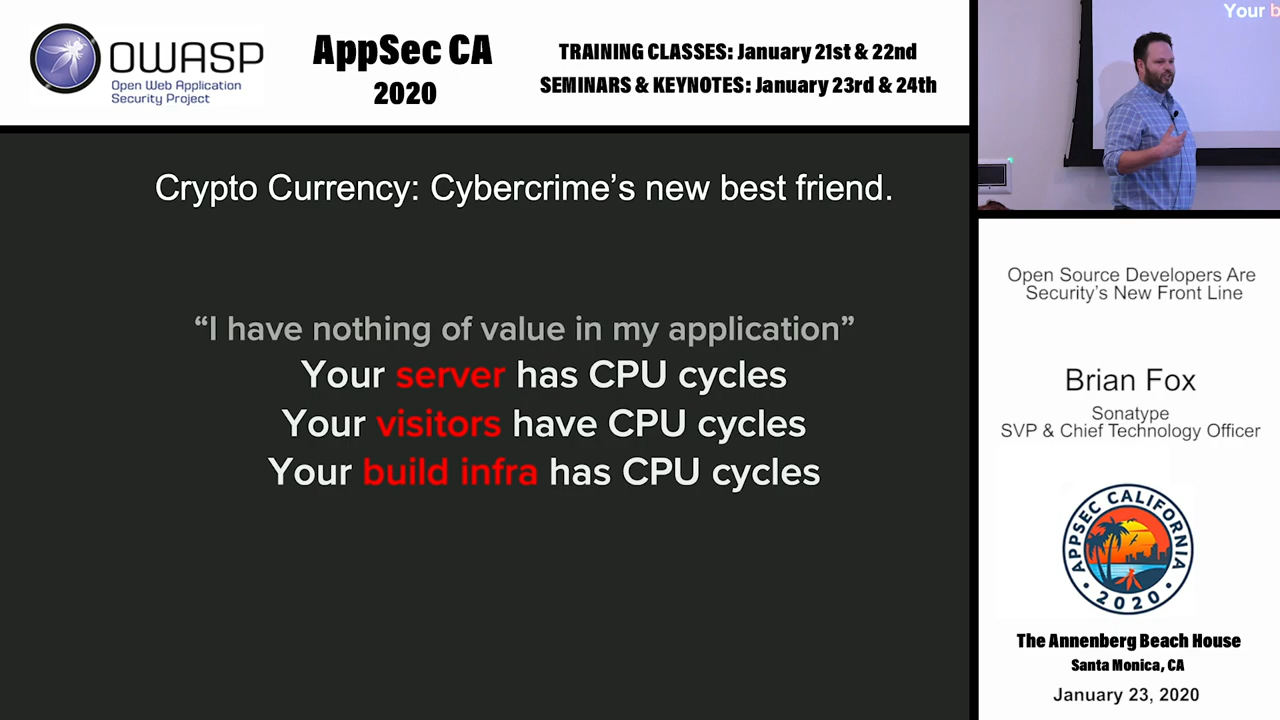 OWASP
Open Web Application
Security Project
AppSec CA
2020
TRAINING CLASSES: January 21st & 22nd
SEMINARS & KEYNOTES: January 23rd & 24th
Your b
Crypto Currency: Cybercrime’s new best friend.
“I have nothing of value in my application”
Your server has CPU cycles
Your visitors have CPU cycles
Your build infra has CPU cycles
Open Source Developers Are
Security’s New Front Line
Brian Fox
Sonatype
SVP & Chief Technology Officer
APPSEC CALIFORNIA
• 2020 •
The Annenberg Beach House
Santa Monica, CA
January 23, 2020